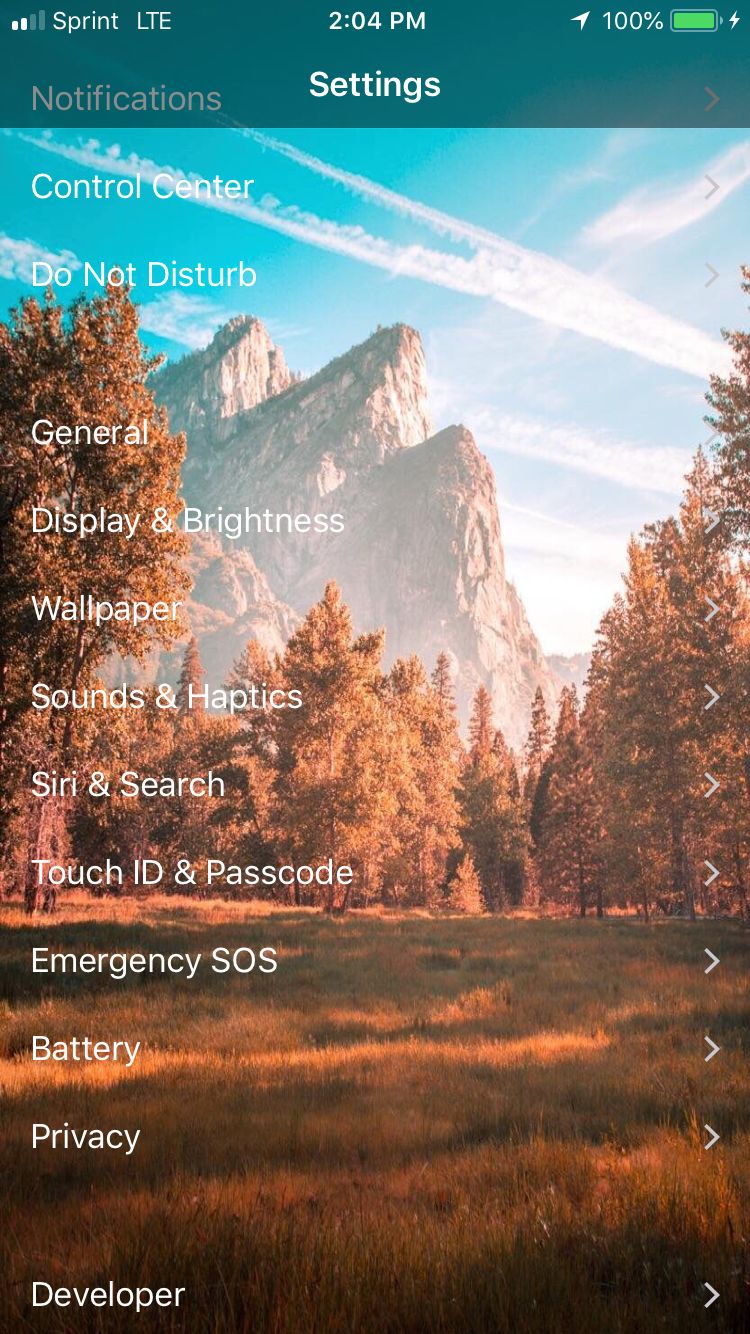 Sprint LTE 2:04 PM 100%
Settings
Notifications
Control Center
Do Not Disturb
General
Display & Brightness
Wallpaper
Sounds & Haptics
Siri & Search
Touch ID & Passcode
Emergency SOS
Battery
Privacy
Developer